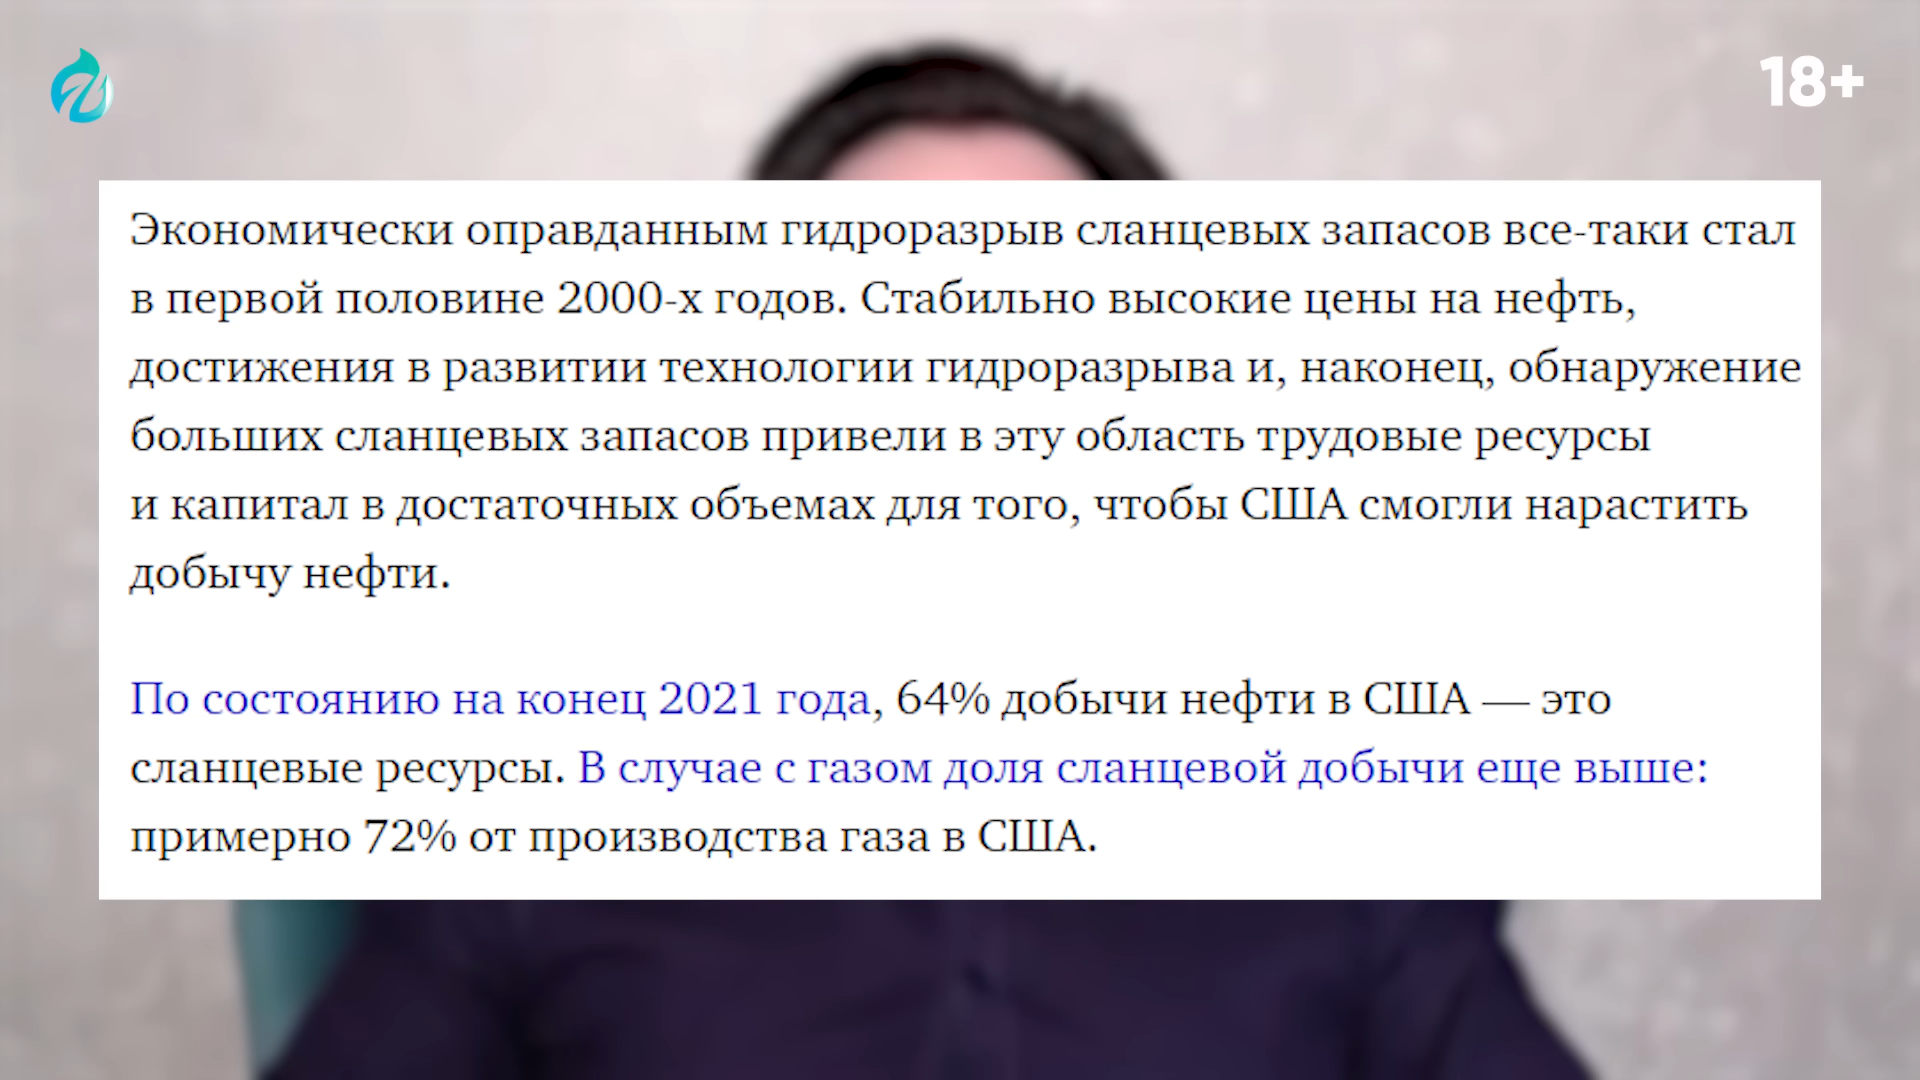 18+
Экономически оправданным гидроразрыв сланцевых запасов все-таки стал
в первой половине 2000-х годов. Стабильно высокие цены на нефть,
достижения в развитии технологии гидроразрыва и, наконец, обнаружение
больших сланцевых запасов привели в эту область трудовые ресурсы
и капитал в достаточных объемах для того, чтобы США смогли нарастить
добычу нефти.
По состоянию на конец 2021 года, 64% добычи нефти в США — это
сланцевые ресурсы. В случае с газом доля сланцевой добычи еще выше:
примерно 72% от производства газа в США.